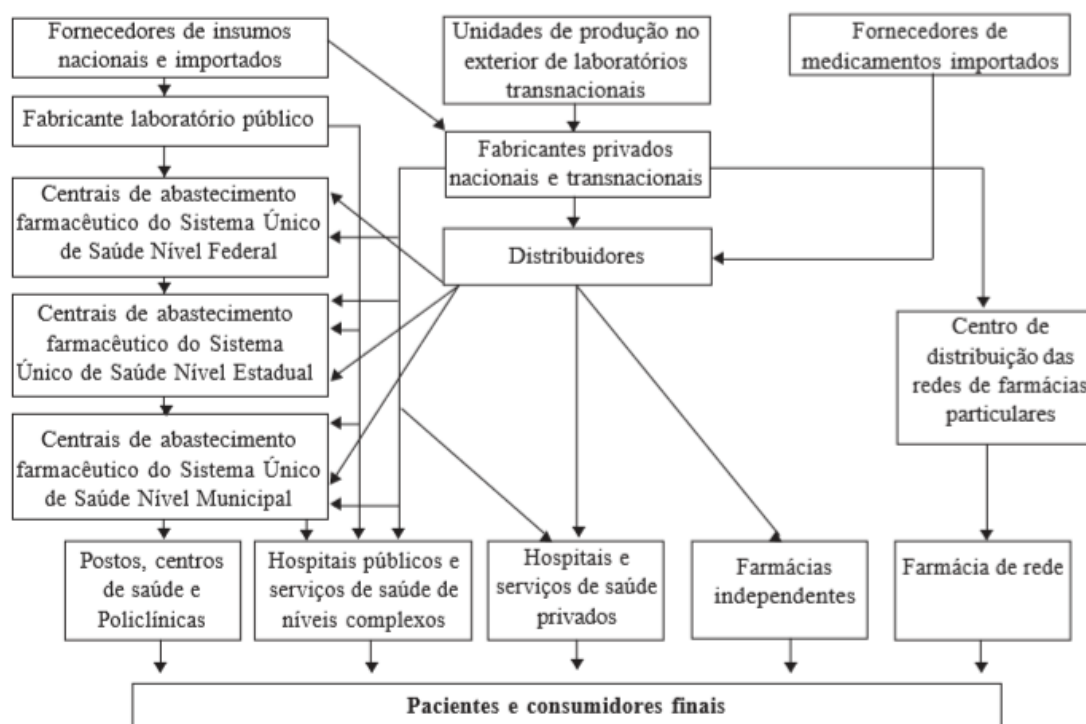 Fornecedores de insumos
nacionais e importados
Unidades de produção no
exterior de laboratórios
transnacionais
Fornecedores de
medicamentos importados
Fabricante laboratório público
Fabricantes privados
nacionais e transnacionais
Centrais de abastecimento
farmacêutico do Sistema Único
de Saúde Nível Federal
Distribuidores
Centrais de abastecimento
farmacêutico do Sistema
Único de Saúde Nível Estadual
Centro de
distribuição das
redes de farmácias
particulares
Centrais de abastecimento
farmacêutico do Sistema Único
de Saúde Nível Municipal
Postos, centros
de saúde e
Policlínicas
Hospitais públicos e
serviços de saúde de
níveis complexos
Hospitais e
serviços de saúde
privados
Farmácias
independentes
Farmácia de rede
Pacientes e consumidores finais